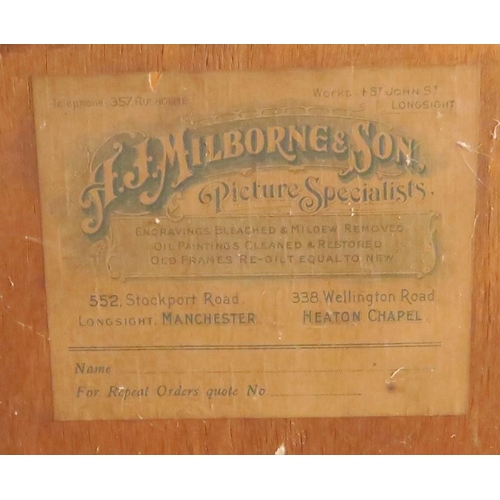 Telephone 357 Rusholme
Works 1 St John St
Longsight
A.J. Milborne & Son,
Picture Specialists.
Engravings Bleached & Mildew Removed
Oil Paintings Cleaned & Restored
Old Frames Re-gilt equal to new
552, Stockport Road.
Longsight, Manchester.
338, Wellington Road.
Heaton Chapel
Name
For Repeat Orders quote No